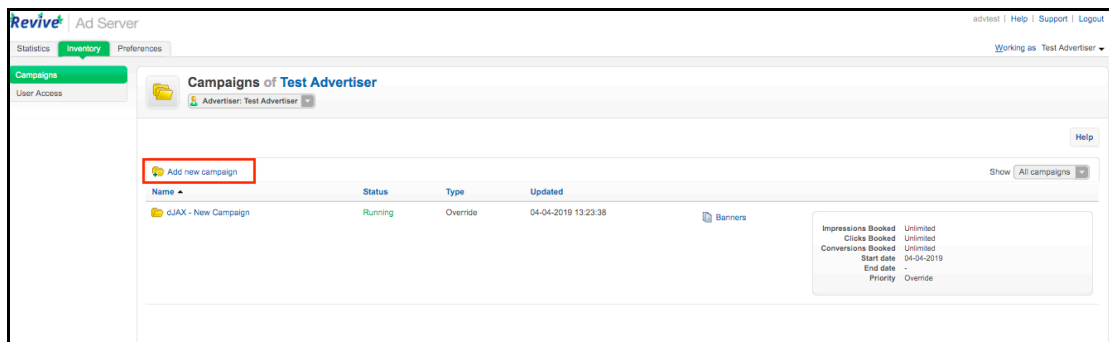 Revive Ad Server
advtest | Help | Support | Logout
Statistics Inventory Preferences
Working as Test Advertiser
Campaigns
User Access
Campaigns of Test Advertiser
Advertiser: Test Advertiser
Help
Add new campaign
Show All campaigns
Name Status Type Updated
dJAX - New Campaign Running Override 04-04-2019 13:23:38 Banners
Impressions Booked Unlimited
Clicks Booked Unlimited
Conversions Booked Unlimited
Start date 04-04-2019
End date -
Priority Override